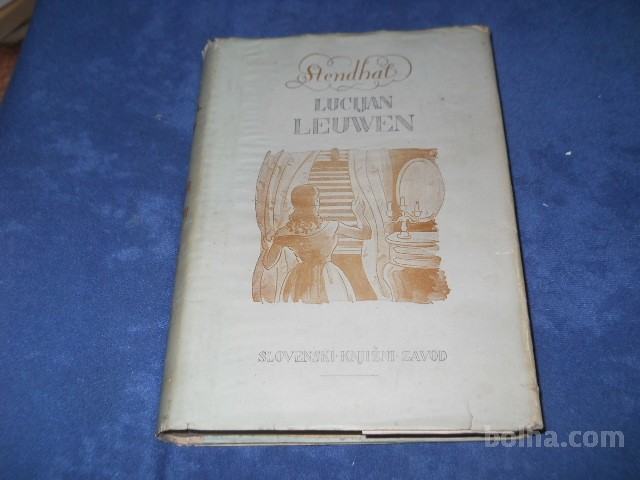 Stendhal
LUCIJAN
LEUWEN
SLOVENSKI·KNJIŽNI·ZAVOD
bolha.com